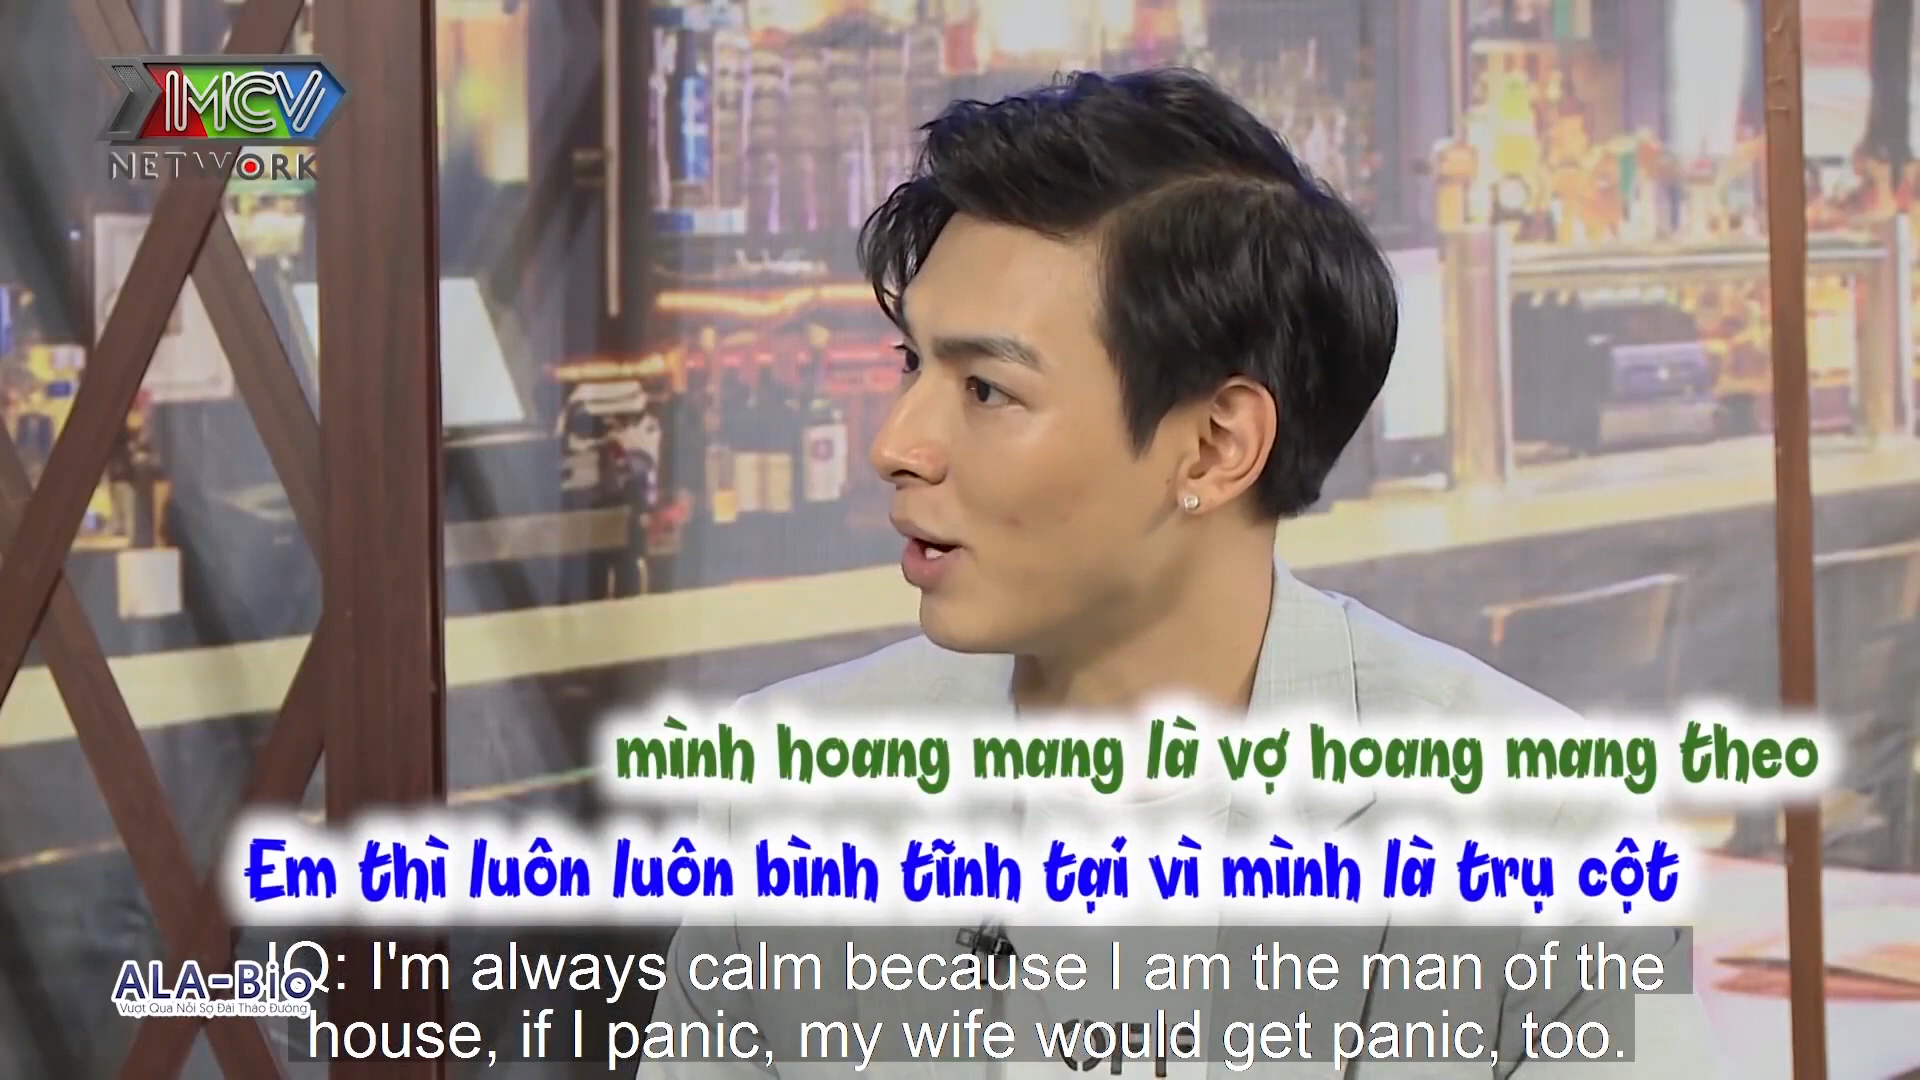 MCV
NETWORK
mình hoang mang là vợ hoang mang theo
Em thì luôn luôn bình tĩnh tại vì mình là trụ cột
IQ: I'm always calm because I am the man of the
house, if I panic, my wife would get panic, too.
ALA-Bio
Vượt Qua Nỗi Sợ Đái Tháo Đường